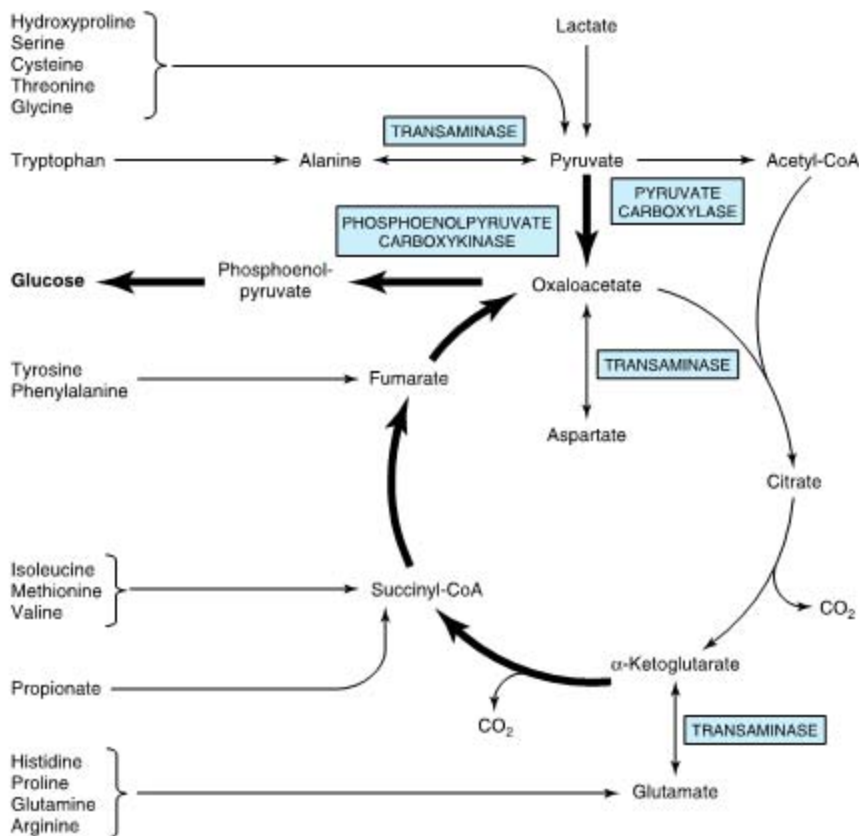 Hydroxyproline
Serine
Cysteine
Threonine
Glycine
Lactate
TRANSAMINASE
Tryptophan
Alanine
Pyruvate
Acetyl-CoA
PYRUVATE
CARBOXYLASE
PHOSPHOENOLPYRUVATE
CARBOXYKINASE
Glucose
Phosphoenol-
pyruvate
Oxaloacetate
TRANSAMINASE
Tyrosine
Phenylalanine
Fumarate
Aspartate
Citrate
Isoleucine
Methionine
Valine
Succinyl-CoA
CO2
α-Ketoglutarate
Propionate
CO2
TRANSAMINASE
Histidine
Proline
Glutamine
Arginine
Glutamate